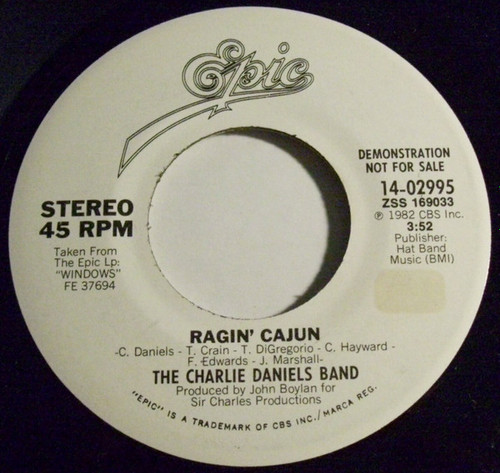 Epic
DEMONSTRATION
NOT FOR SALE
14-02995
ZSS 169033
℗ 1982 CBS Inc.
3:52
Publisher:
Hat Band
Music (BMI)
STEREO
45 RPM
Taken From
The Epic Lp:
"WINDOWS"
FE 37694
RAGIN' CAJUN
-C. Daniels - T. Crain - T. DiGregorio - C. Hayward -
F. Edwards - J. Marshall-
THE CHARLIE DANIELS BAND
Produced by John Boylan for
Sir Charles Productions
"EPIC" IS A TRADEMARK OF CBS INC./MARCA REG.